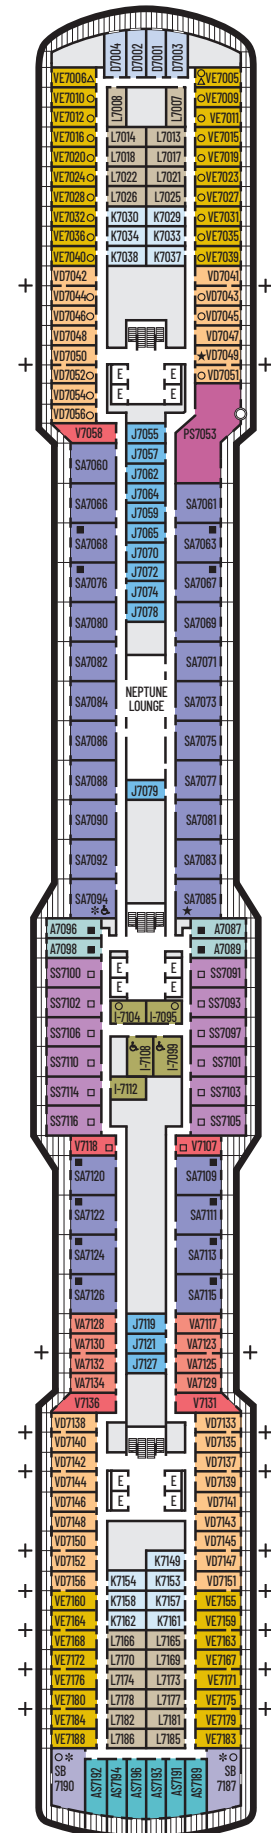 D7004 D7002 D7001 D7003
VE7006 VE7005
L7008 L7007
VE7010 VE7009
VE7012 VE7011
VE7016 L7014 L7013 VE7015
VE7020 L7018 L7017 VE7019
VE7024 L7022 L7021 VE7023
VE7028 L7026 L7025 VE7027
VE7032 K7030 K7029 VE7031
VE7036 K7034 K7033 VE7035
VE7040 K7038 K7037 VE7039
VD7042 VD7041
VD7044 VD7043
VD7046 VD7045
VD7048 VD7047
VD7050 VD7049
VD7052 E E VD7051
VD7054 E E
VD7056
V7058 J7055 PS7053
J7057
SA7060 J7062
J7064
SA7066 J7059 SA7061
J7065
SA7068 J7070 SA7063
J7072
SA7076 J7074 SA7067
J7078
SA7080 SA7069
SA7082 SA7071
SA7084 NEPTUNE SA7073
LOUNGE
SA7086 SA7075
SA7088 J7079 SA7077
SA7090 SA7081
SA7092 SA7083
SA7094 SA7085
A7096 A7087
A7098 A7089
SS7100 E E SS7091
SS7102 E E SS7093
I-7104 I-7095
SS7106 SS7097
SS7110 I-7108 I-7099 SS7101
SS7114 I-7112 SS7103
SS7116 SS7105
V7118 V7107
SA7120 SA7109
SA7122 SA7111
SA7124 SA7113
SA7126 SA7115
VA7128 J7119 VA7117
VA7130 J7121 VA7123
VA7132 J7127 VA7125
VA7134 VA7129
V7136 V7131
VD7138 VD7133
VD7140 VD7135
VD7142 VD7137
VD7144 E E VD7139
VD7146 E E VD7141
VD7148 VD7143
VD7150 VD7145
VD7152 K7149 VD7147
VD7156 K7154 K7153 VD7151
VE7160 K7158 K7157 VE7155
VE7164 K7162 K7161 VE7159
VE7168 L7166 L7165 VE7163
VE7172 L7170 L7169 VE7167
VE7176 L7174 L7173 VE7171
VE7180 L7178 L7177 VE7175
VE7184 L7182 L7181 VE7179
VE7188 L7186 L7185 VE7183
SB SB
7190 AS7192 AS7194 AS7196 AS7193 AS7191 AS7189 7187